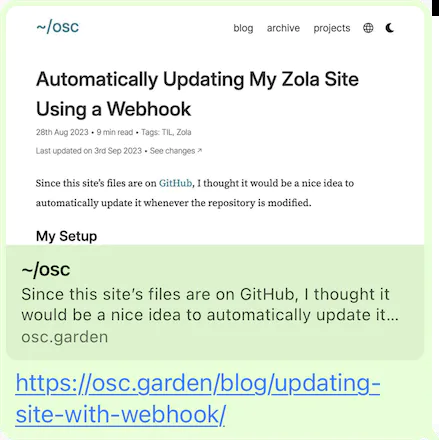 ~/osc
blog archive projects
Automatically Updating My Zola Site
Using a Webhook
28th Aug 2023 • 9 min read • Tags: TIL, Zola
Last updated on 3rd Sep 2023 • See changes ↗
Since this site’s files are on GitHub, I thought it would be a nice idea to
automatically update it whenever the repository is modified.
My Setup
~/osc
Since this site’s files are on GitHub, I thought it
would be a nice idea to automatically update it...
osc.garden
https://osc.garden/blog/updating-
site-with-webhook/